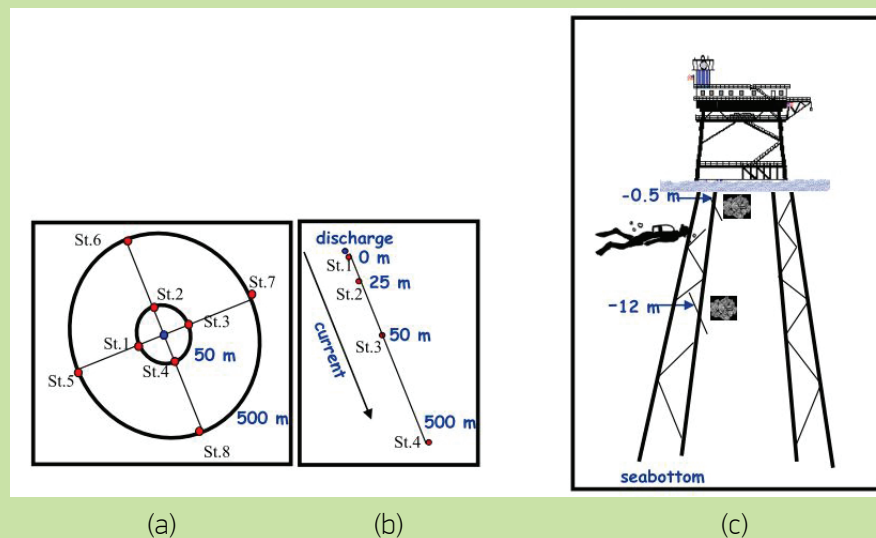 St.6
St.7
St.2
St.3
St.1
50 m
St.4
St.5
500 m
St.8
discharge
0 m
St.1
25 m
St.2
50 m
St.3
current
500 m
St.4
-0.5 m
-12 m
seabottom
(a)
(b)
(c)